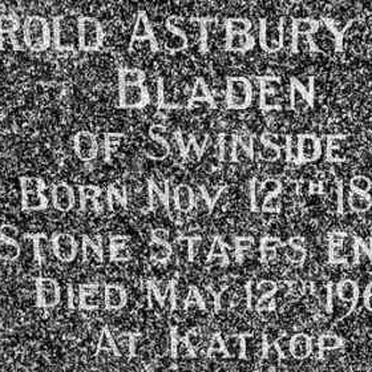 ROLD ASTBURY
BLADEN
OF SWINSIDE
BORN NOV 12TH 18
STONE STAFFS EN
DIED MAY 12TH 196
AT KATKOP